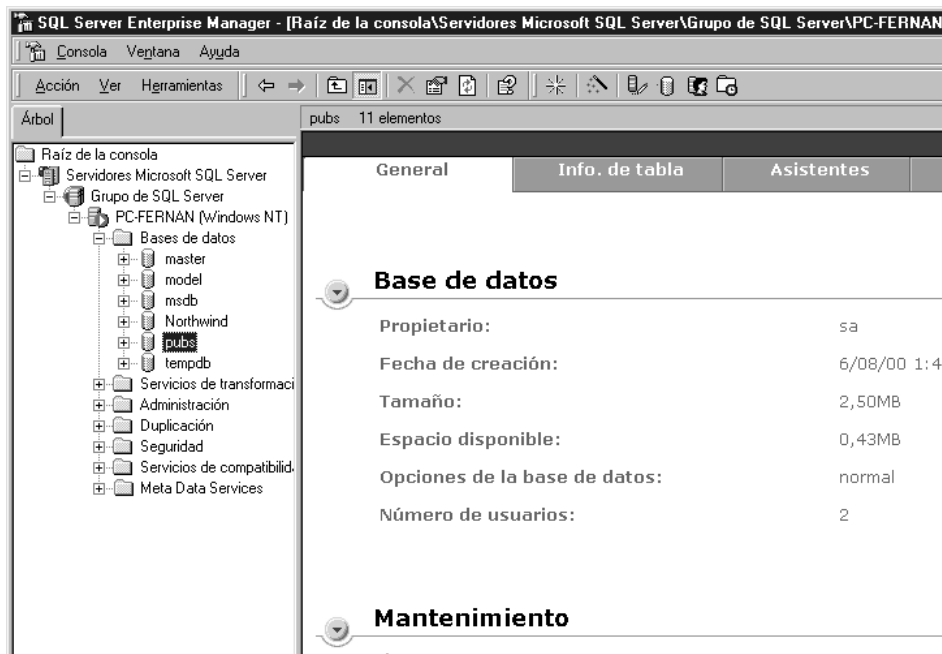 SQL Server Enterprise Manager - [Raíz de la consola\Servidores Microsoft SQL Server\Grupo de SQL Server\PC-FERNAN
Consola Ventana Ayuda
Acción Ver Herramientas
Árbol
pubs 11 elementos
Raíz de la consola
Servidores Microsoft SQL Server
Grupo de SQL Server
PC-FERNAN (Windows NT)
Bases de datos
master
model
msdb
Northwind
pubs
tempdb
Servicios de transformaci
Administración
Duplicación
Seguridad
Servicios de compatibilid
Meta Data Services
General Info. de tabla Asistentes
Base de datos
Propietario: sa
Fecha de creación: 6/08/00 1:4
Tamaño: 2,50MB
Espacio disponible: 0,43MB
Opciones de la base de datos: normal
Número de usuarios: 2
Mantenimiento